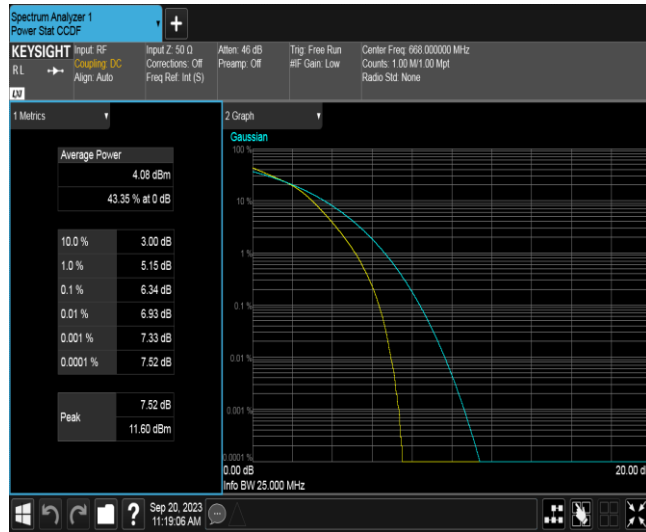 Spectrum Analyzer 1
Power Stat CCDF
KEYSIGHT
RL
LXI
Input: RF
Coupling: DC
Align: Auto
Input Z: 50 Ω
Corrections: Off
Freq Ref: Int (S)
Atten: 46 dB
Preamp: Off
Trig: Free Run
#IF Gain: Low
Center Freq: 668.000000 MHz
Counts: 1.00 M/1.00 Mpt
Radio Std: None
1 Metrics
Average Power
4.08 dBm
43.35 % at 0 dB
10.0 % 3.00 dB
1.0 % 5.15 dB
0.1 % 6.34 dB
0.01 % 6.93 dB
0.001 % 7.33 dB
0.0001 % 7.52 dB
Peak
7.52 dB
11.60 dBm
2 Graph
Gaussian
100 %
10 %
1 %
0.1 %
0.01 %
0.001 %
0.0001 %
0.00 dB 20.00 d
Info BW 25.000 MHz
?
Sep 20, 2023
11:19:06 AM